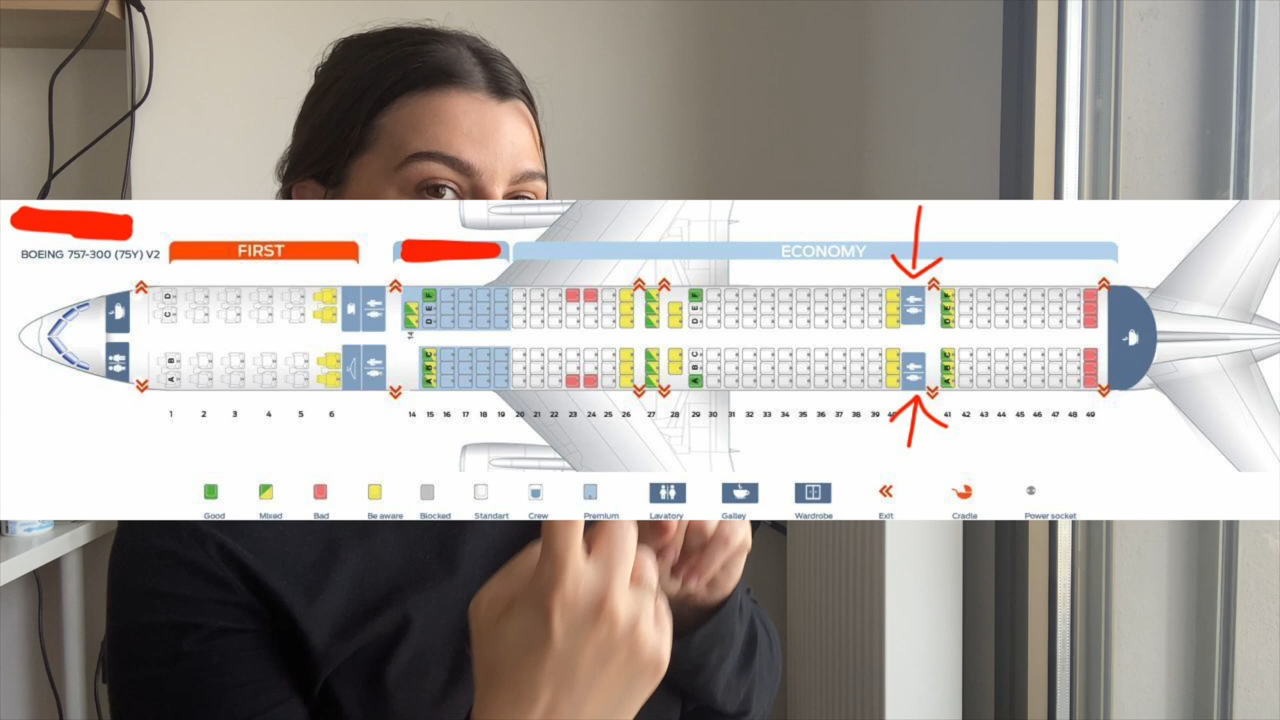 BOEING 757-300 (75Y) V2
FIRST
ECONOMY
D
C
B
A
F
E
D
C
B
A
F
E
D
C
B
A
F
E
D
C
B
A
14
1 2 3 4 5 6 14 15 16 17 18 19 20 21 22 23 24 25 26 27 28 29 30 31 32 33 34 35 36 37 38 39 41 42 43 44 45 46 47 48 49
Good Mixed Bad Be aware Blocked Standart Crew Premium Lavatory Galley Wardrobe Exit Cradle Power socket